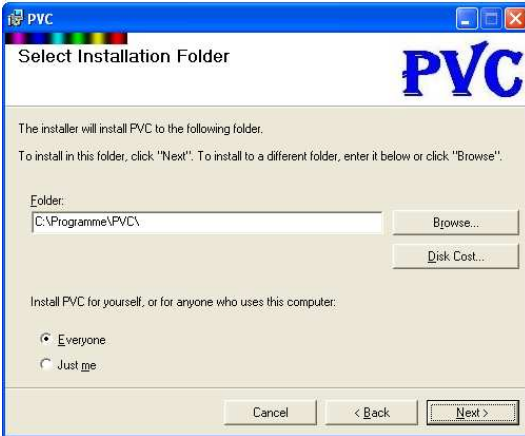 PVC
Select Installation Folder
PVC
The installer will install PVC to the following folder.
To install in this folder, click "Next". To install to a different folder, enter it below or click "Browse".
Folder:
C:\Programme\PVC\
Browse...
Disk Cost...
Install PVC for yourself, or for anyone who uses this computer:
Everyone
Just me
Cancel
< Back
Next >